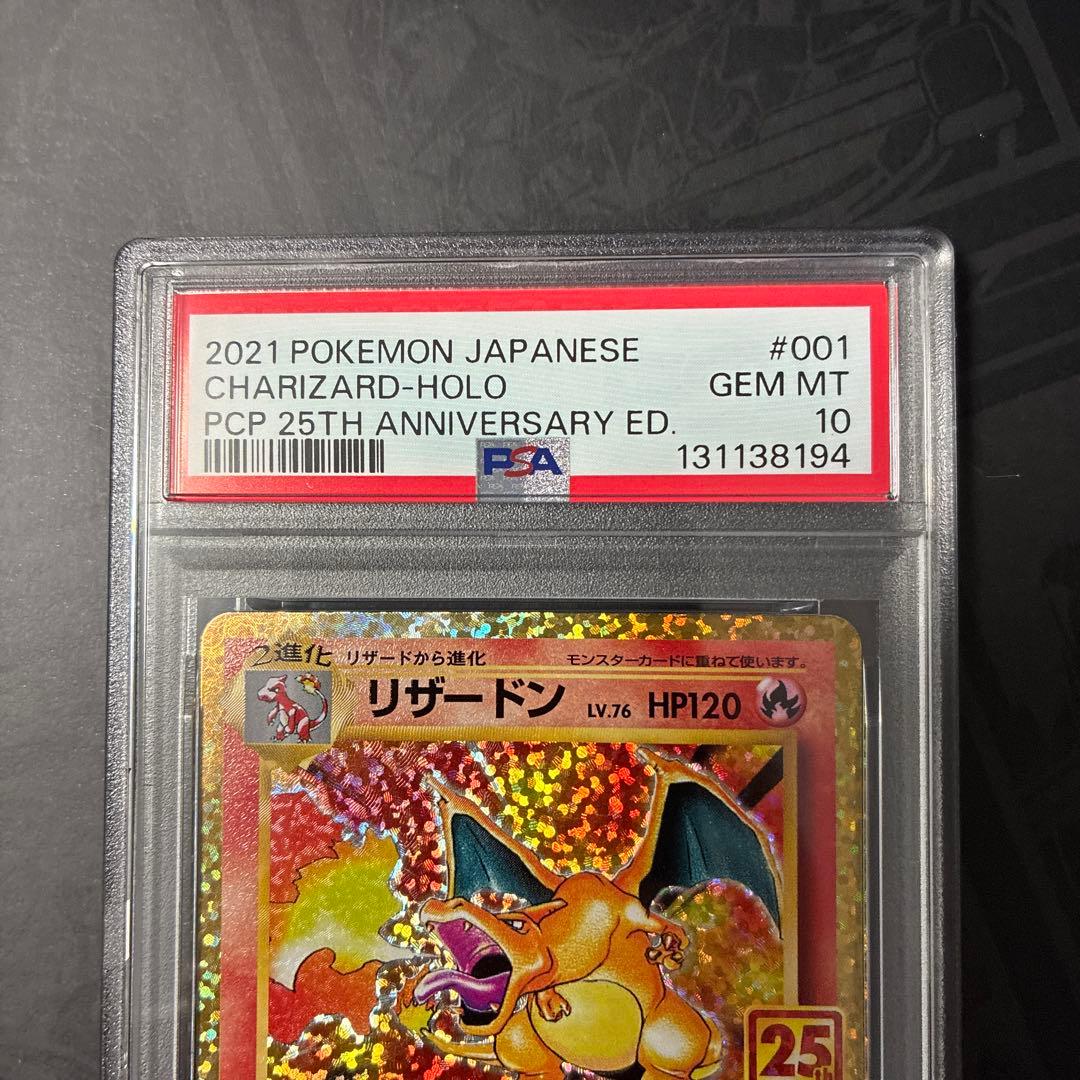 2021 POKEMON JAPANESE #001
CHARIZARD-HOLO GEM MT
PCP 25TH ANNIVERSARY ED. 10
PSA 131138194
2進化 リザードから進化 モンスターカードに重ねて使います。
リザードン LV.76 HP120
25th